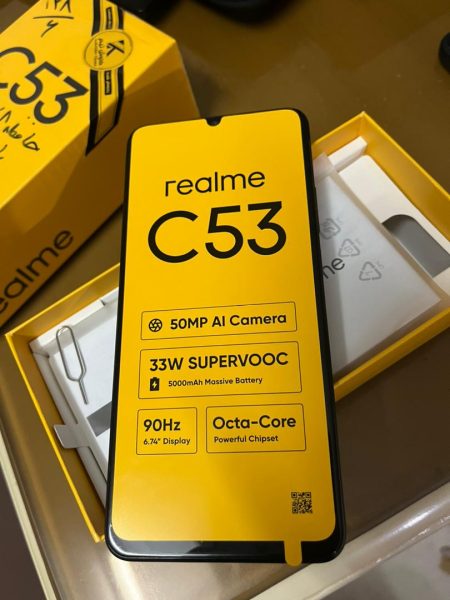 C53
realme
realme
C53
50MP AI Camera
33W SUPERVOOC
5000mAh Massive Battery
90Hz
6.74" Display
Octa-Core
Powerful Chipset